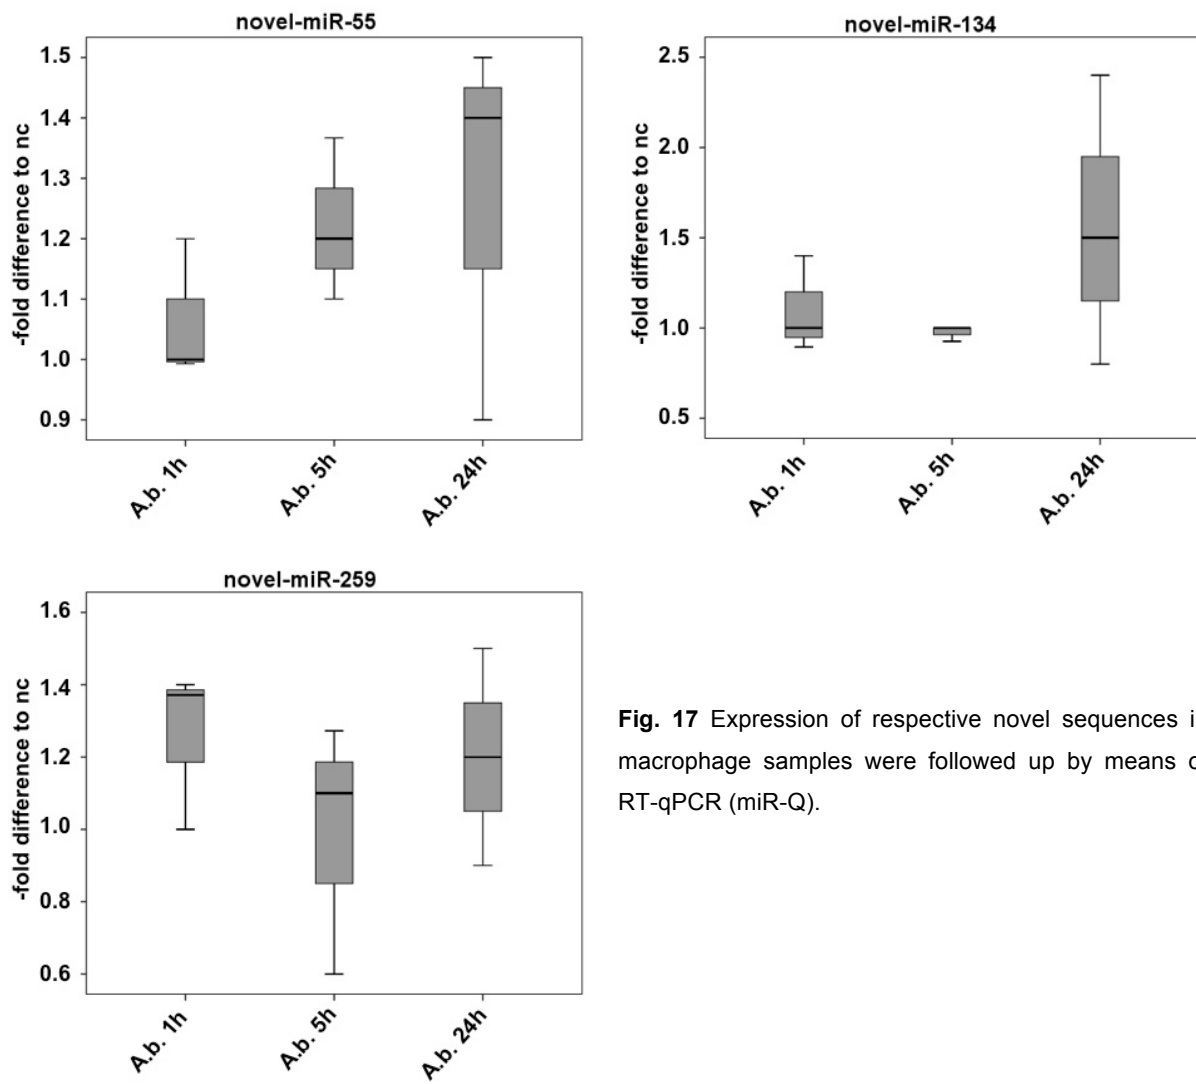 novel-miR-55
-fold difference to nc
1.5
1.4
1.3
1.2
1.1
1.0
0.9
A.b. 1h
A.b. 5h
A.b. 24h
novel-miR-134
-fold difference to nc
2.5
2.0
1.5
1.0
0.5
A.b. 1h
A.b. 5h
A.b. 24h
novel-miR-259
-fold difference to nc
1.6
1.4
1.2
1.0
0.8
0.6
A.b. 1h
A.b. 5h
A.b. 24h
Fig. 17 Expression of respective novel sequences
macrophage samples were followed up by means
RT-qPCR (miR-Q).